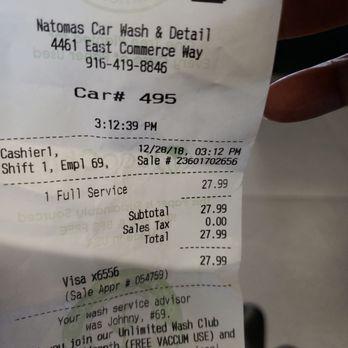 Natomas Car Wash & Detail
4461 East Commerce Way
916-419-8846
Car# 495
3:12:39 PM
Cashier1, 12/28/18, 03:12 PM
Shift 1, Empl 69, Sale # 23601702656
1 Full Service 27.99
Subtotal 27.99
Sales Tax 0.00
Total 27.99
27.99
Visa x6556
(Sale Appr # 054759)
Your wash service advisor
was Johnny, #69.
you join our Unlimited Wash Club
(FREE VACCUM USE) and